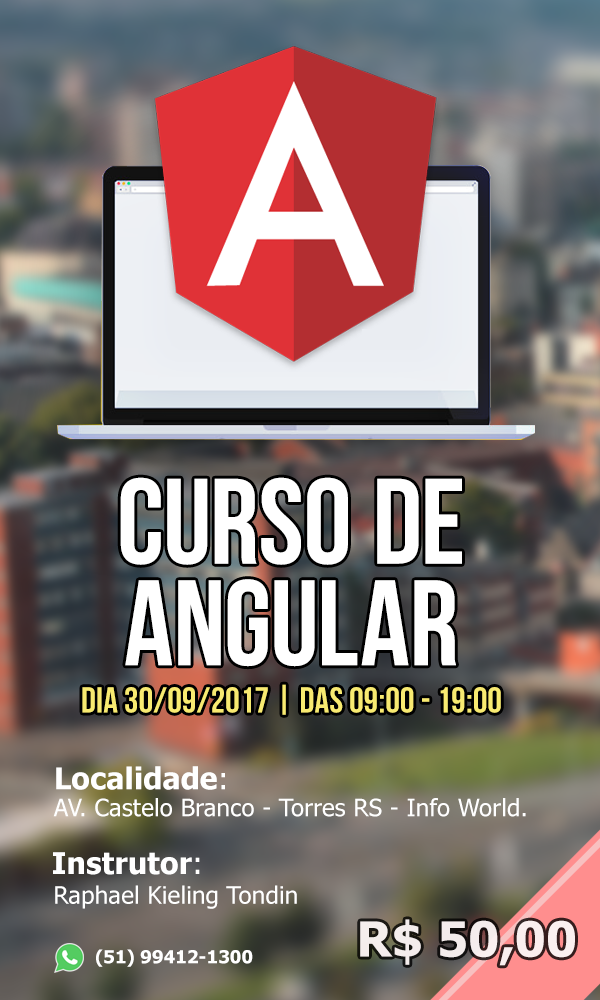 A
CURSO DE
ANGULAR
DIA 30/09/2017 | DAS 09:00 - 19:00
Localidade:
AV. Castelo Branco - Torres RS - Info World.
Instrutor:
Raphael Kieling Tondin
(51) 99412-1300
R$ 50,00